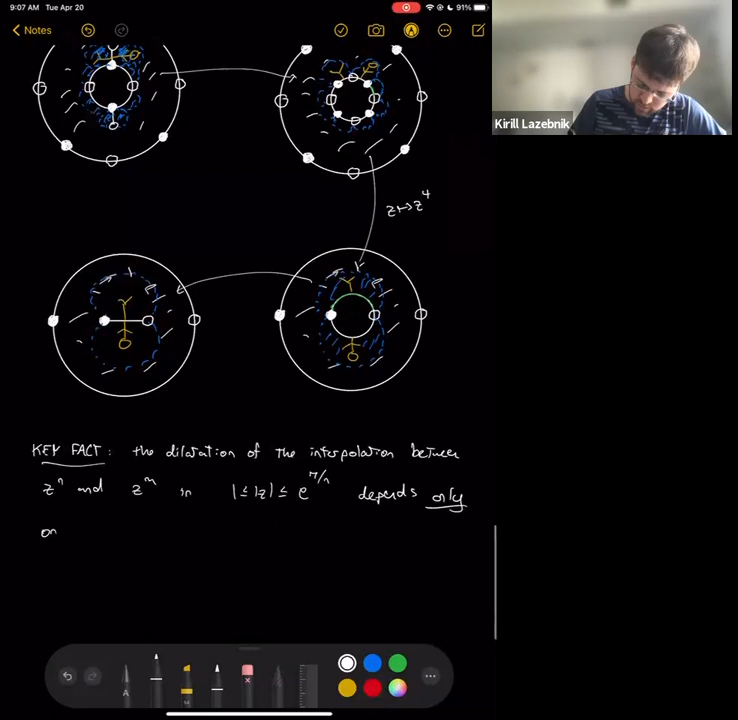 9:07 AM Tue Apr 20
91%
Notes
Kirill Lazebnik
z ↦ z^4
KEY FACT: the dilatation of the interpolation between
z^n and z^m in 1 ≤ |z| ≤ e^{π/n} depends only
on
A